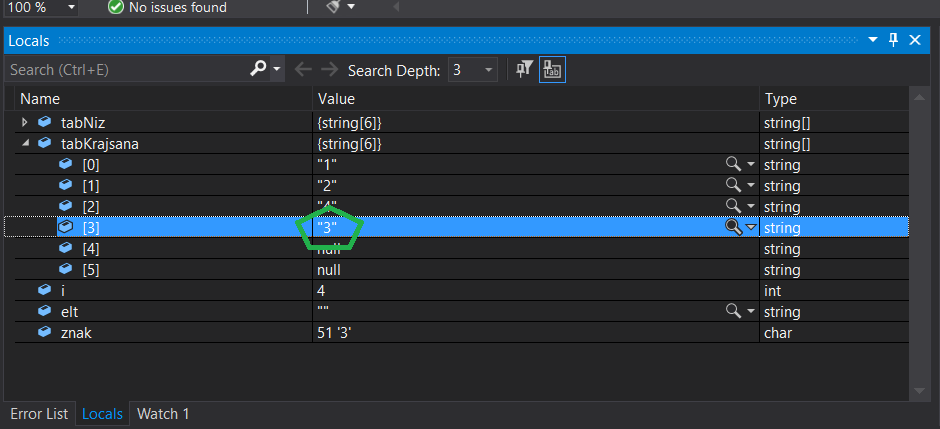 100 % No issues found
Locals
Search (Ctrl+E) Search Depth: 3
Name Value Type
tabNiz {string[6]} string[]
tabKrajsana {string[6]} string[]
[0] "1" string
[1] "2" string
[2] "4" string
[3] "3" string
[4] null string
[5] null string
i 4 int
elt "" string
znak 51 '3' char
Error List Locals Watch 1